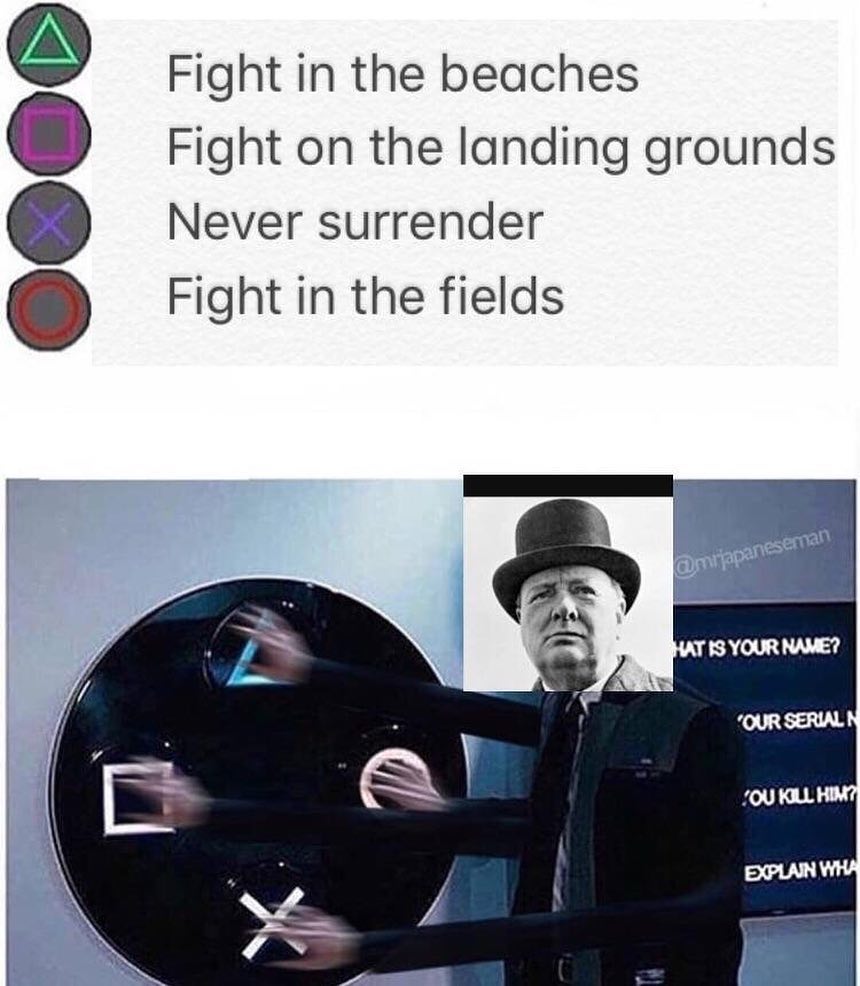 Fight in the beaches
Fight on the landing grounds
Never surrender
Fight in the fields
@mrjapaneseman
HAT IS YOUR NAME?
OUR SERIAL N
OU KILL HIM?
EXPLAIN WHA